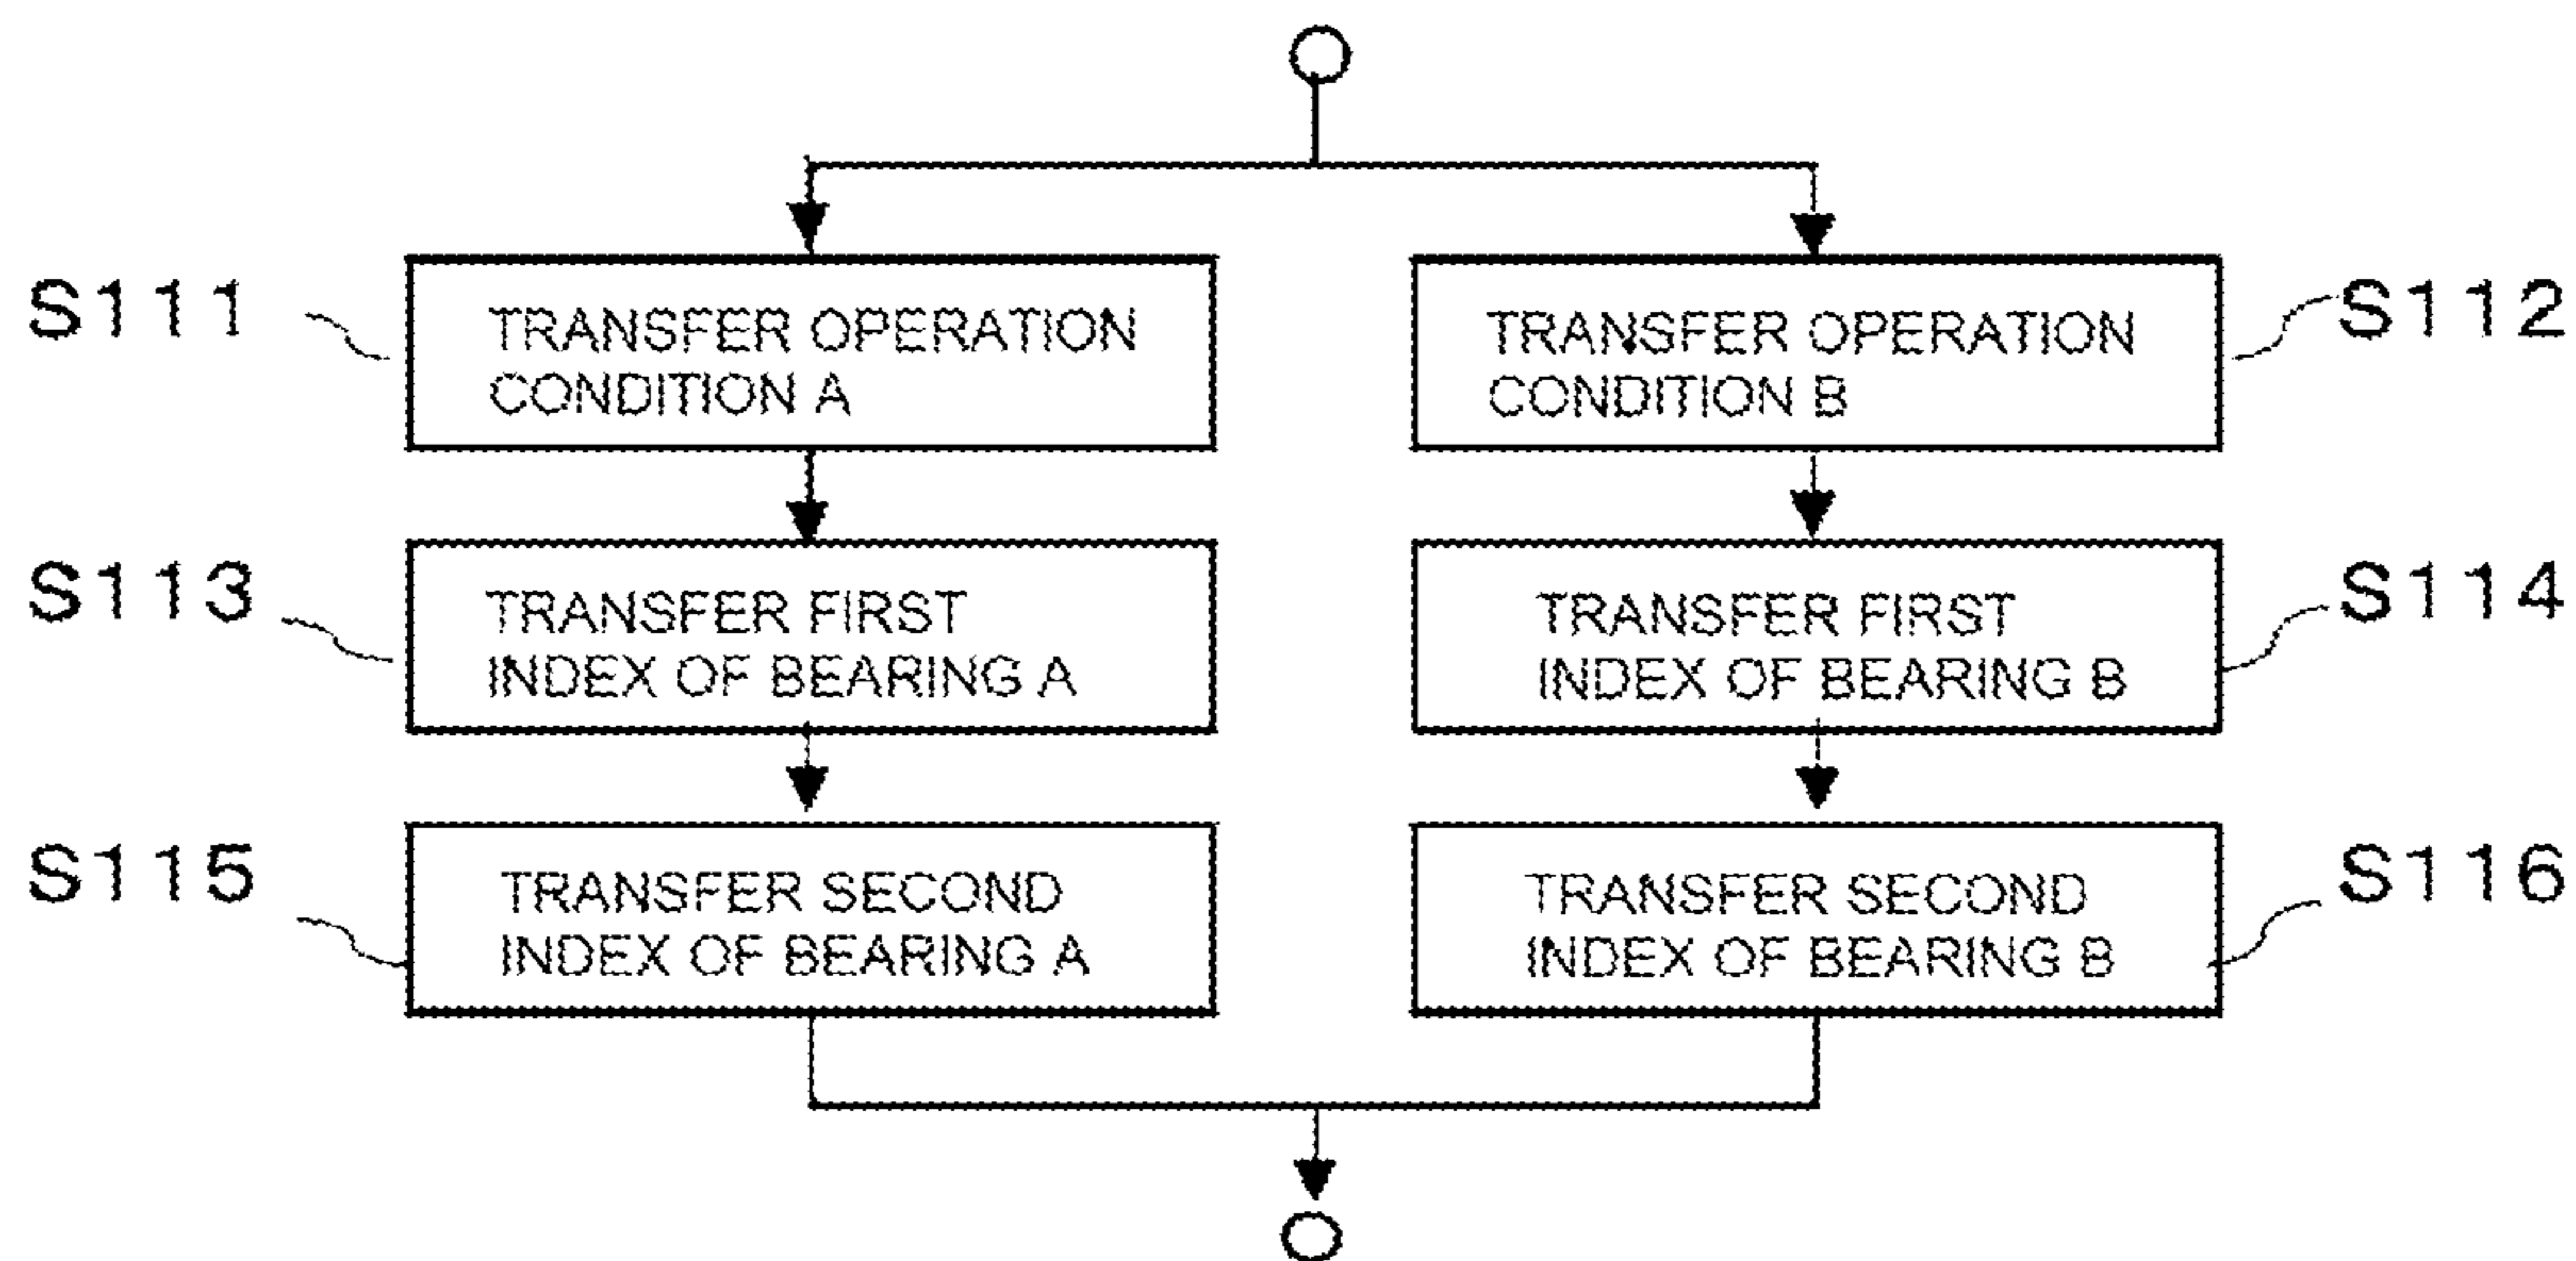 S111
TRANSFER OPERATION
CONDITION A
TRANSFER OPERATION
CONDITION B
S112
S113
TRANSFER FIRST
INDEX OF BEARING A
TRANSFER FIRST
INDEX OF BEARING B
S114
S115
TRANSFER SECOND
INDEX OF BEARING A
TRANSFER SECOND
INDEX OF BEARING B
S116